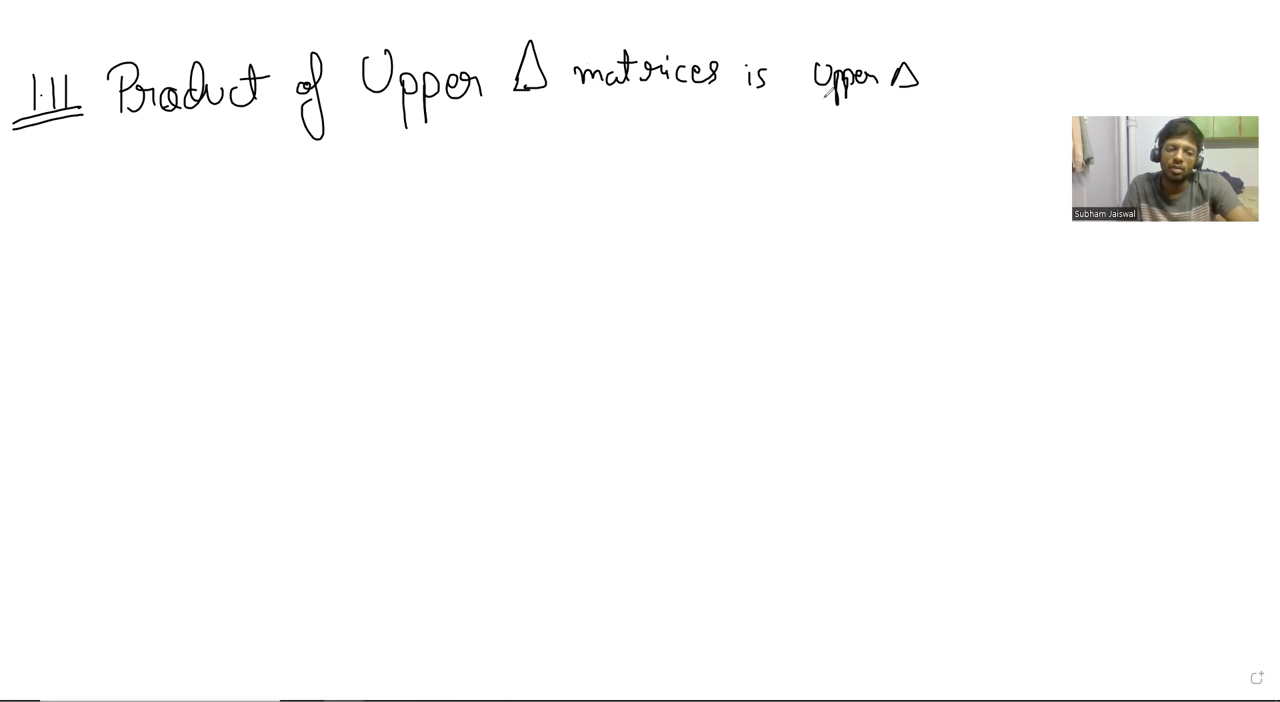 1.11 Product of Upper Δ matrices is Upper Δ
Subham Jaiswal